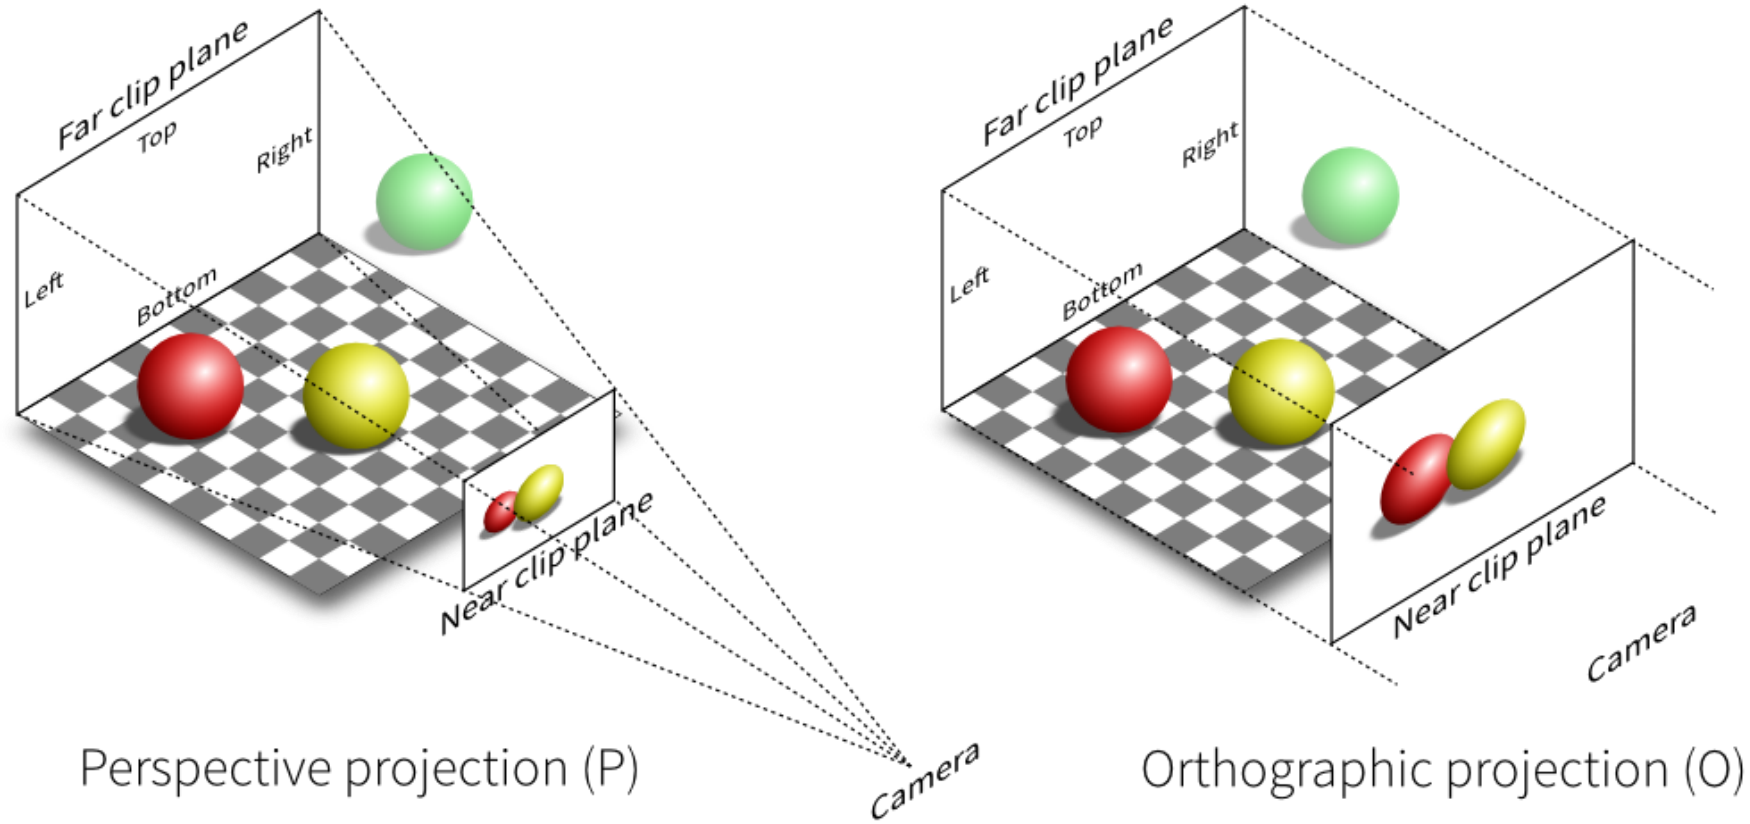 Far clip plane
Top
Right
Left
Bottom
Near clip plane
Camera
Perspective projection (P)
Far clip plane
Top
Right
Left
Bottom
Near clip plane
Camera
Orthographic projection (O)